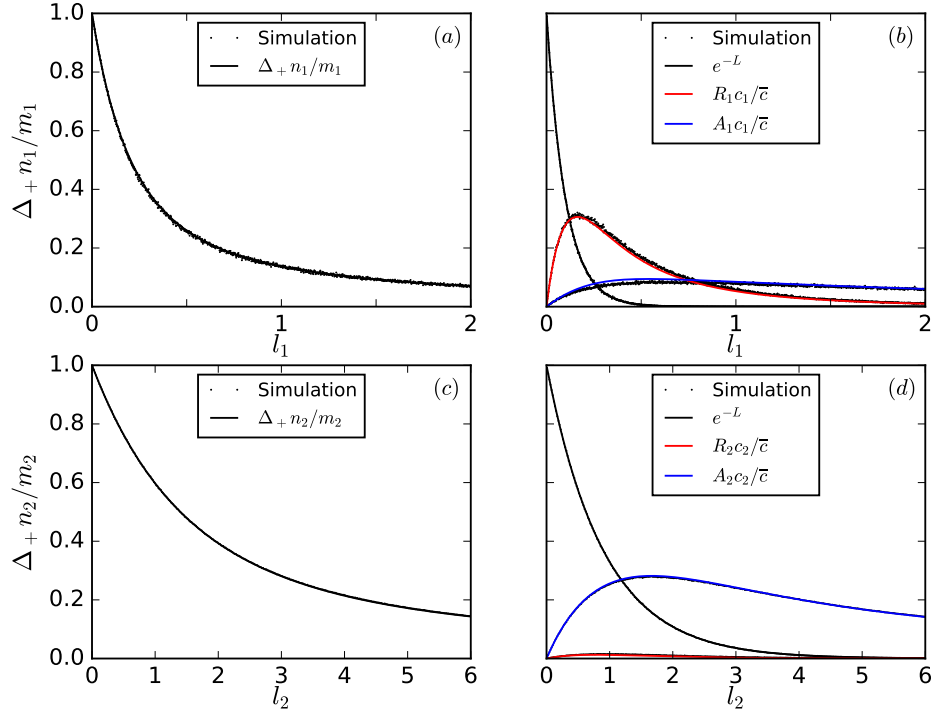 1.0
0.8
0.6
0.4
0.2
0.0
0
1
2
l₁
Δ₊n₁/m₁
Simulation
Δ₊n₁/m₁
(a)
0
1
2
l₁
Simulation
e⁻ᴸ
R₁c₁/c̅
A₁c₁/c̅
(b)
1.0
0.8
0.6
0.4
0.2
0.0
0
1
2
3
4
5
6
l₂
Δ₊n₂/m₂
Simulation
Δ₊n₂/m₂
(c)
0
1
2
3
4
5
6
l₂
Simulation
e⁻ᴸ
R₂c₂/c̅
A₂c₂/c̅
(d)